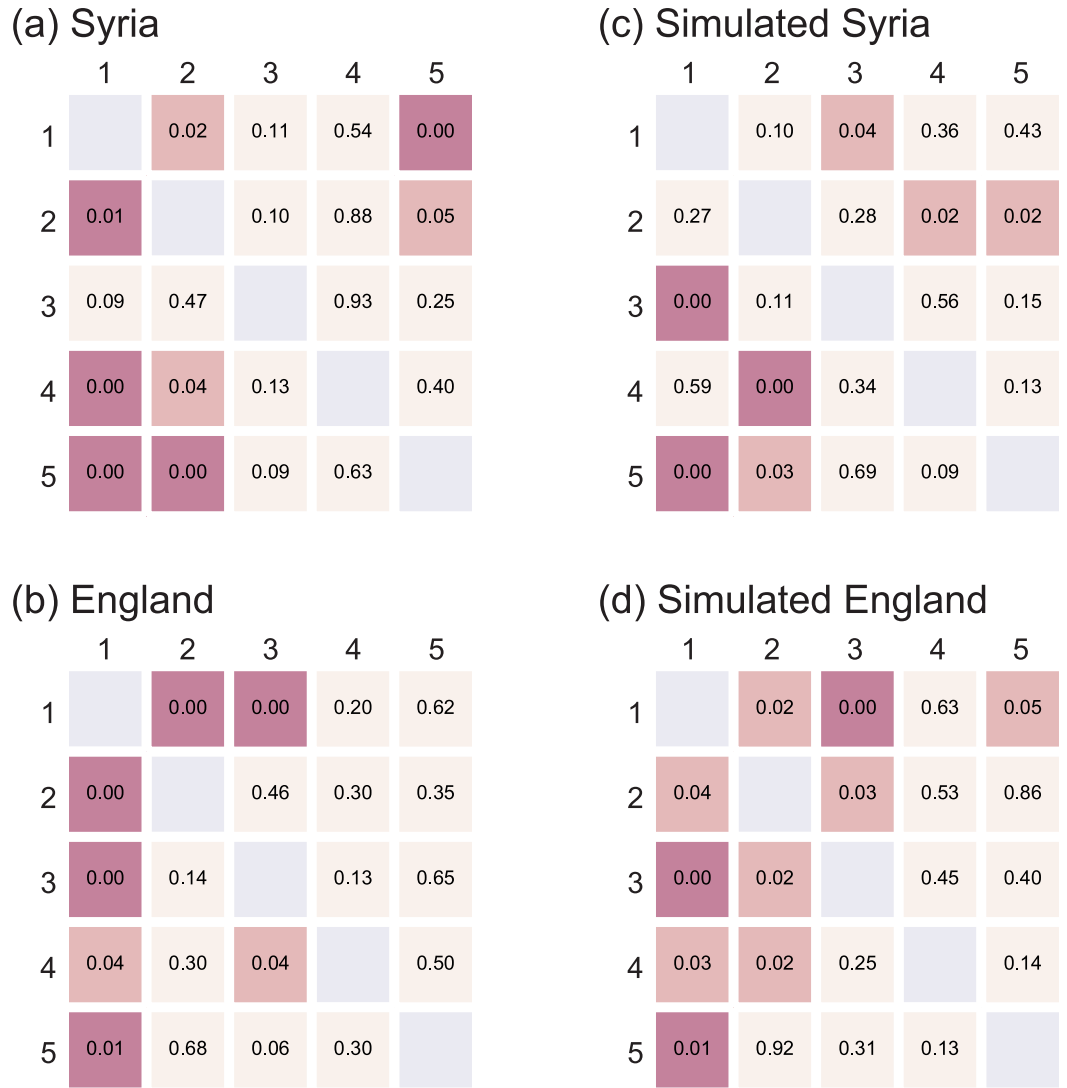 (a) Syria
1 2 3 4 5
1 0.02 0.11 0.54 0.00
2 0.01 0.10 0.88 0.05
3 0.09 0.47 0.93 0.25
4 0.00 0.04 0.13 0.40
5 0.00 0.00 0.09 0.63
(c) Simulated Syria
1 2 3 4 5
1 0.10 0.04 0.36 0.43
2 0.27 0.28 0.02 0.02
3 0.00 0.11 0.56 0.15
4 0.59 0.00 0.34 0.13
5 0.00 0.03 0.69 0.09
(b) England
1 2 3 4 5
1 0.00 0.00 0.20 0.62
2 0.00 0.46 0.30 0.35
3 0.00 0.14 0.13 0.65
4 0.04 0.30 0.04 0.50
5 0.01 0.68 0.06 0.30
(d) Simulated England
1 2 3 4 5
1 0.02 0.00 0.63 0.05
2 0.04 0.03 0.53 0.86
3 0.00 0.02 0.45 0.40
4 0.03 0.02 0.25 0.14
5 0.01 0.92 0.31 0.13